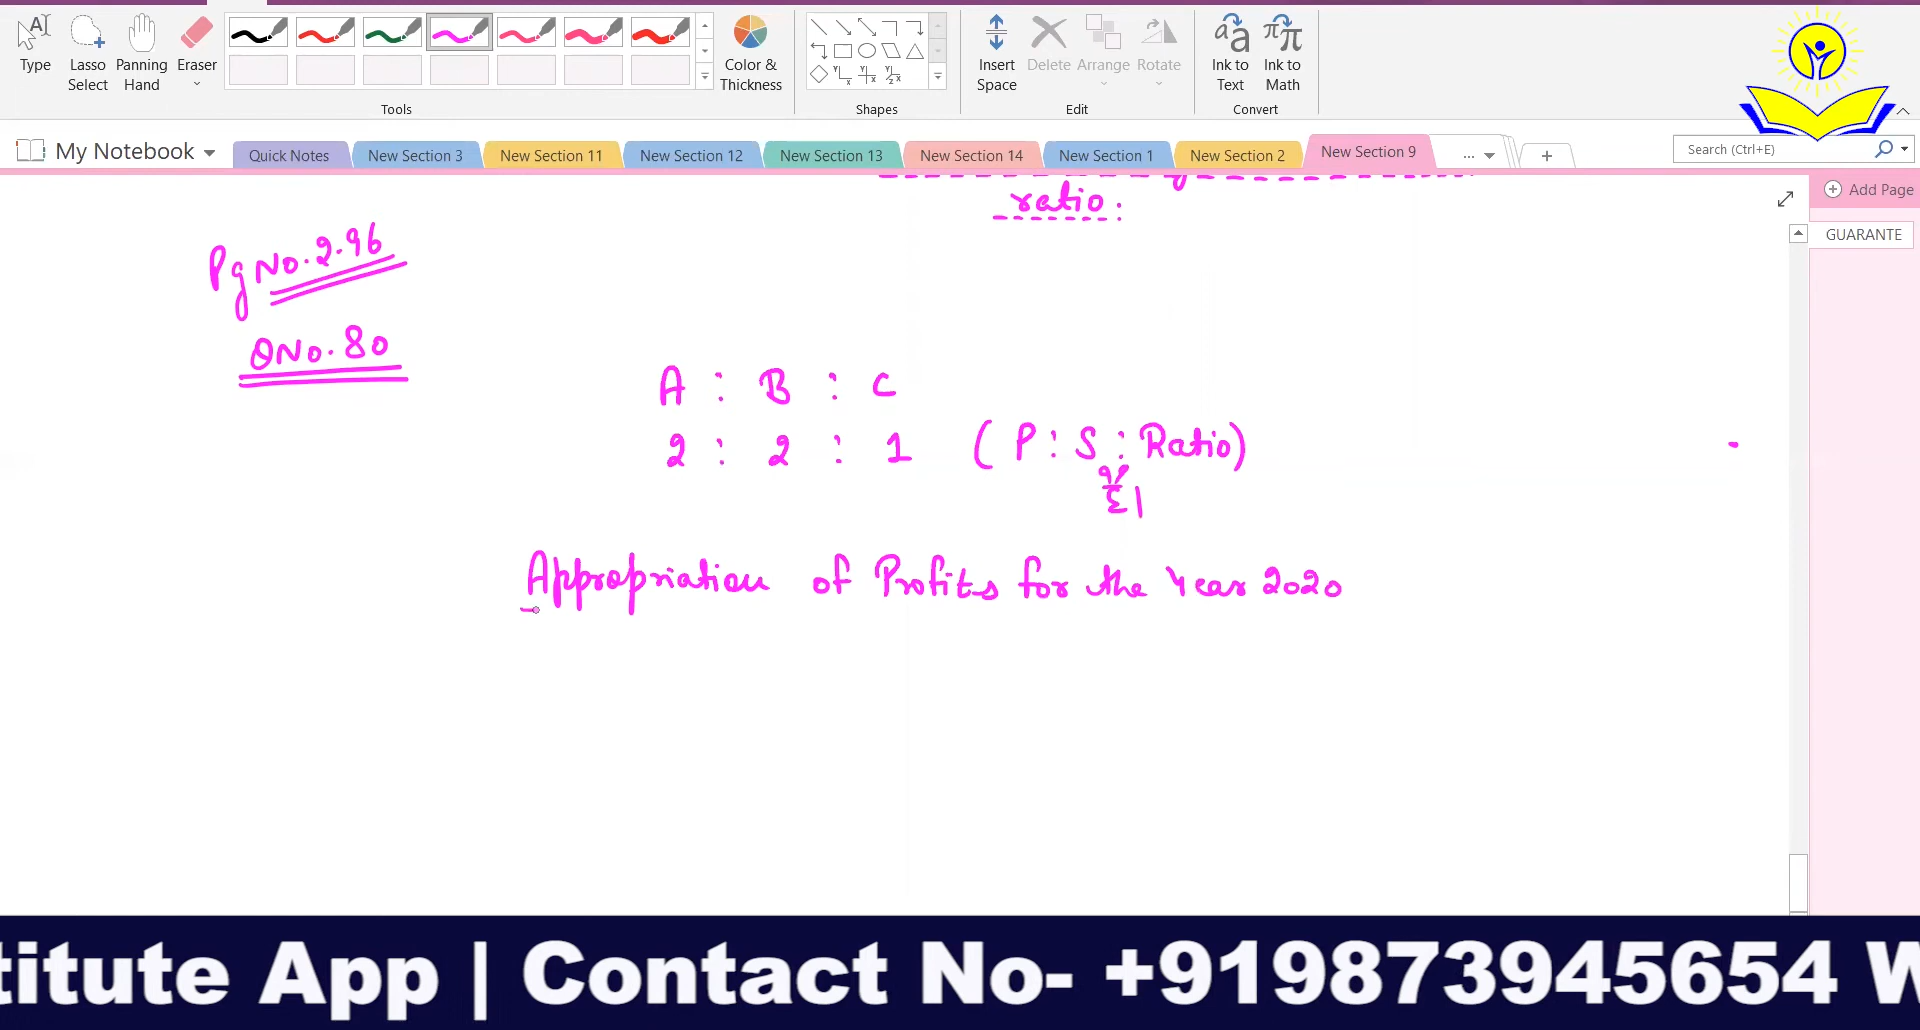 Type
Lasso Select
Panning Hand
Eraser
Color & Thickness
Insert Space
Delete
Arrange
Rotate
Ink to Text
Ink to Math
Tools
Shapes
Edit
Convert
My Notebook
Quick Notes
New Section 3
New Section 11
New Section 12
New Section 13
New Section 14
New Section 1
New Section 2
New Section 9
...
Search (Ctrl+E)
Add Page
GUARANTE
ratio.
Pg No. 2.96
QNo. 80
A : B : C
2 : 2 : 1 (P : S : Ratio)
Appropriation of Profits for the Year 2020
titute App | Contact No- +919873945654 W